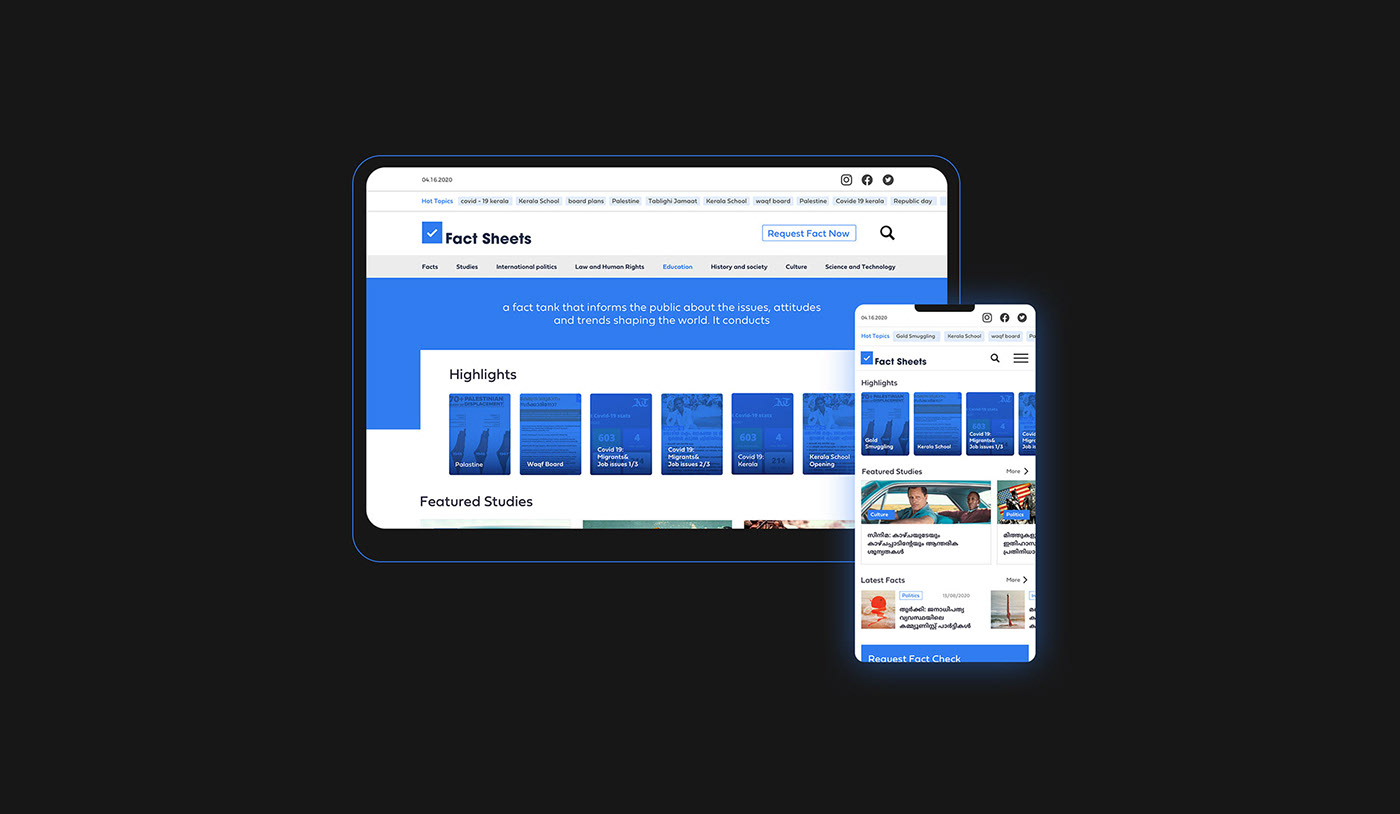 04.16.2020
Hot Topics covid - 19 kerala Kerala School board plans Palestine Tablighi Jamaat Kerala School waqf board Palestine Covide 19 kerala Republic day
Fact Sheets
Request Fact Now
Facts Studies International politics Law and Human Rights Education History and society Culture Science and Technology
a fact tank that informs the public about the issues, attitudes
and trends shaping the world. It conducts
Highlights
70+ PALESTINIAN
DISPLACEMENT
Palastine
Waqf Board
603 4
Covid 19:
Migrants&
Job issues 1/3
Covid 19:
Migrants&
Job issues 2/3
603 4
Covid 19:
Kerala
Kerala School
Opening
Featured Studies
04.16.2020
Hot Topics Gold Smuggling Kerala School waqf board
Fact Sheets
Highlights
Gold
Smuggling
Kerala School
Covid 19:
Migrants&
Job issues 1/3
Featured Studies
More
Culture
സിനിമ: കാഴ്ചയുടേയും
കാഴ്ചപ്പാടിന്റേയും ആന്തരിക
ശൂന്യതകൾ
Politics
Latest Facts
More
Politics
15/08/2020
തുർക്കി: ജനാധിപത്യ
വ്യവസ്ഥയിലെ
കമ്മ്യൂണിസ്റ്റ് പാർട്ടികൾ
Request Fact Check